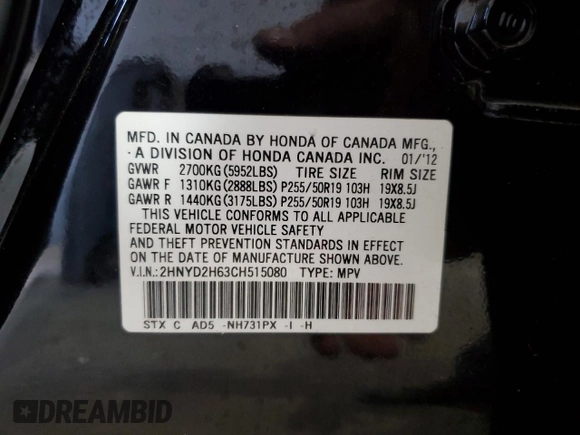 MFD. IN CANADA BY HONDA OF CANADA MFG.,
A DIVISION OF HONDA CANADA INC. 01/'12
GVWR 2700KG (5952LBS) TIRE SIZE RIM SIZE
GAWR F 1310KG (2888LBS) P255/50R19 103H 19X8.5J
GAWR R 1440KG (3175LBS) P255/50R19 103H 19X8.5J
THIS VEHICLE CONFORMS TO ALL APPLICABLE
FEDERAL MOTOR VEHICLE SAFETY
AND THEFT PREVENTION STANDARDS IN EFFECT
ON THE DATE OF MANUFACTURE SHOWN ABOVE.
V.I.N.: 2HNYD2H63CH515080 TYPE: MPV
STX C AD5 -NH731PX -I -H
DREAMBID